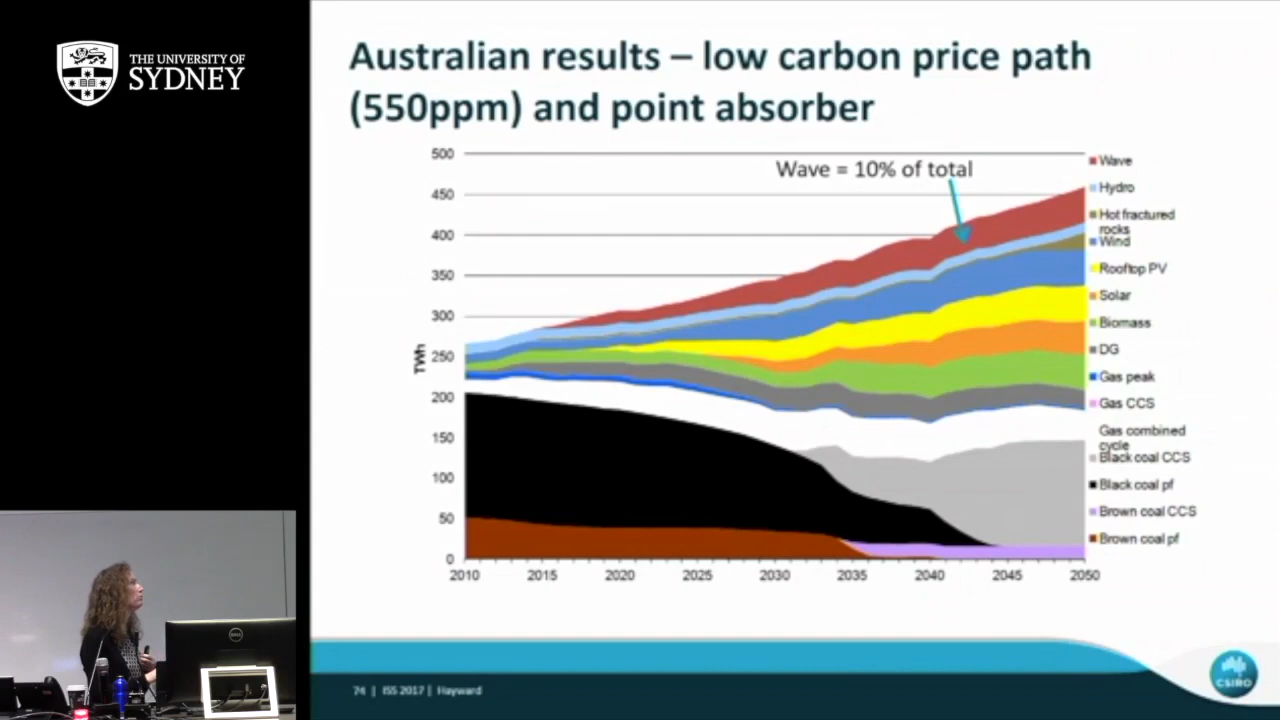 THE UNIVERSITY OF
SYDNEY
Australian results – low carbon price path
(550ppm) and point absorber
Wave = 10% of total
TWh
500
450
400
350
300
250
200
150
100
50
0
2010
2015
2020
2025
2030
2035
2040
2045
2050
Wave
Hydro
Hot fractured
rocks
Wind
Rooftop PV
Solar
Biomass
DG
Gas peak
Gas CCS
Gas combined
cycle
Black coal CCS
Black coal pf
Brown coal CCS
Brown coal pf
74 | ISS 2017 | Hayward
CSIRO
DELL